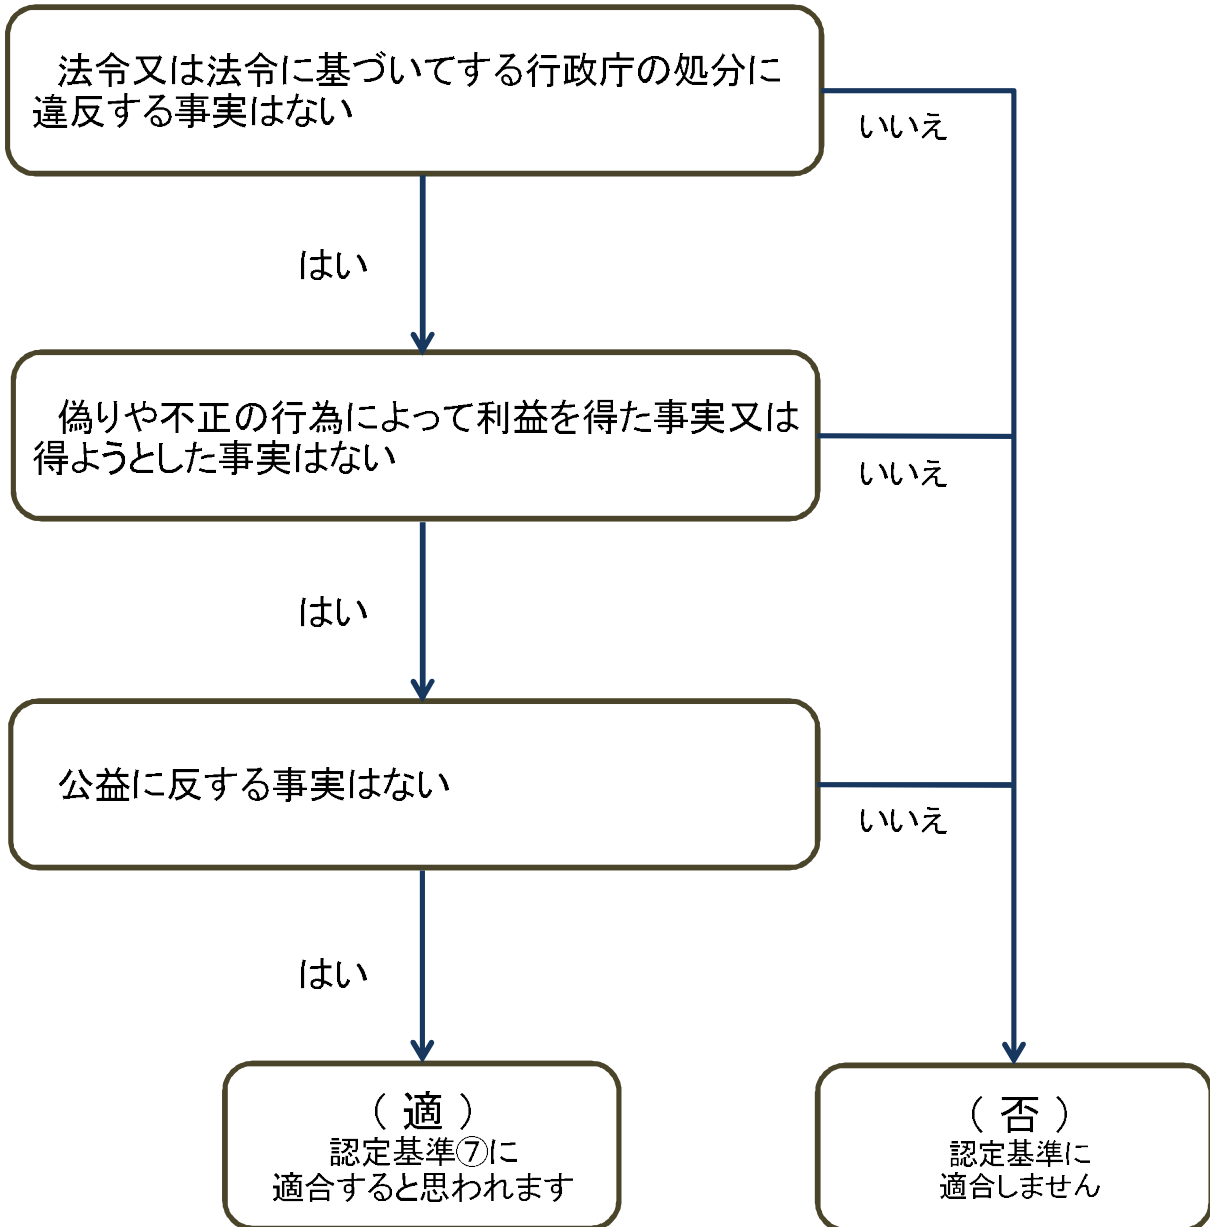 法令又は法令に基づいてする行政庁の処分に
違反する事実はない
いいえ
はい
偽りや不正の行為によって利益を得た事実又は
得ようとした事実はない
いいえ
はい
公益に反する事実はない
いいえ
はい
（ 適 ）
認定基準⑦に
適合すると思われます
（ 否 ）
認定基準に
適合しません